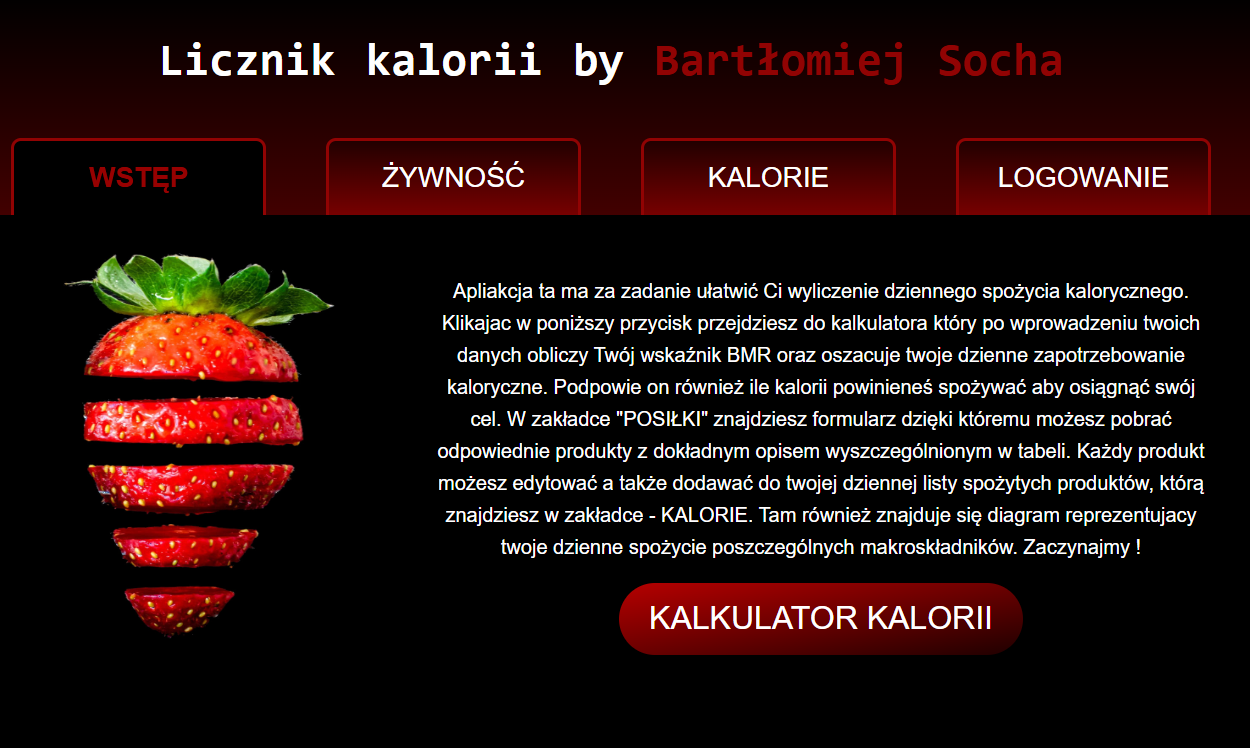 Licznik kalorii by Bartłomiej Socha
WSTĘP
ŻYWNOŚĆ
KALORIE
LOGOWANIE
Apliakcja ta ma za zadanie ułatwić Ci wyliczenie dziennego spożycia kalorycznego.
Klikajac w poniższy przycisk przejdziesz do kalkulatora który po wprowadzeniu twoich
danych obliczy Twój wskaźnik BMR oraz oszacuje twoje dzienne zapotrzebowanie
kaloryczne. Podpowie on również ile kalorii powinieneś spożywać aby osiągnąć swój
cel. W zakładce "POSIŁKI" znajdziesz formularz dzięki któremu możesz pobrać
odpowiednie produkty z dokładnym opisem wyszczególnionym w tabeli. Każdy produkt
możesz edytować a także dodawać do twojej dziennej listy spożytych produktów, którą
znajdziesz w zakładce - KALORIE. Tam również znajduje się diagram reprezentujacy
twoje dzienne spożycie poszczególnych makroskładników. Zaczynajmy !
KALKULATOR KALORII